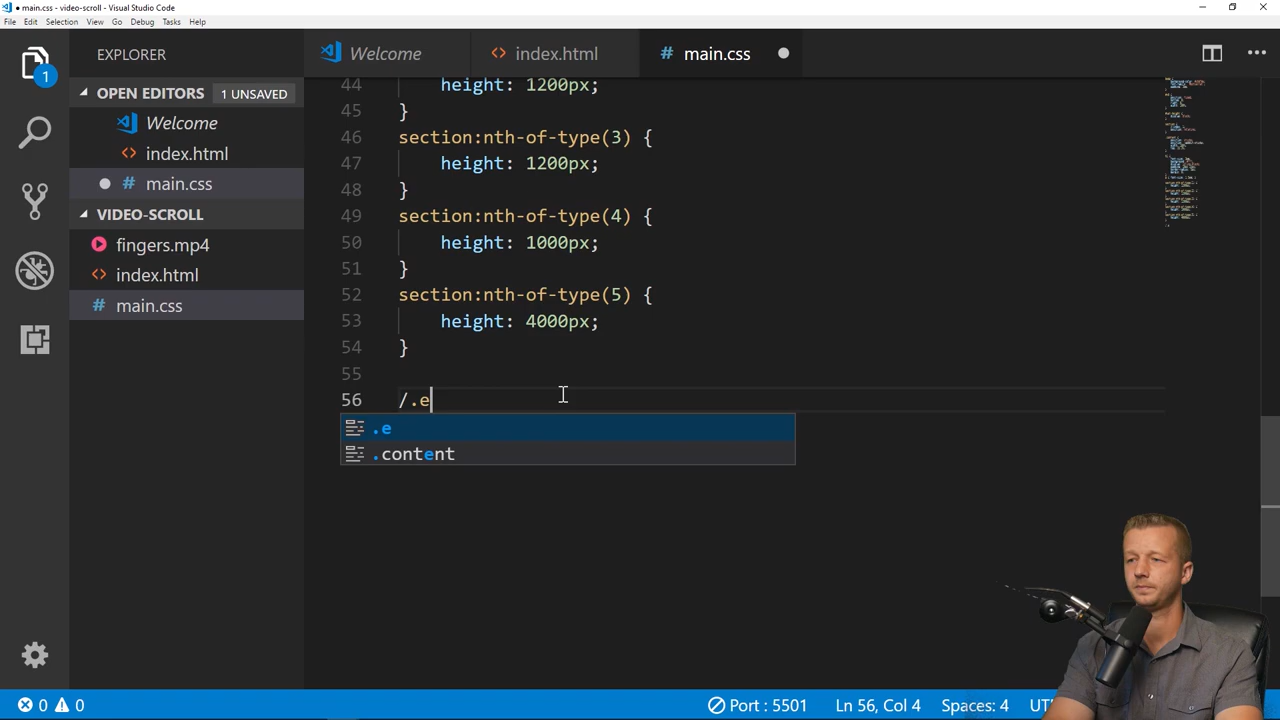 main.css - video-scroll - Visual Studio Code
File Edit Selection View Go Debug Tasks Help
EXPLORER
OPEN EDITORS 1 UNSAVED
Welcome
index.html
main.css
VIDEO-SCROLL
fingers.mp4
index.html
main.css
1
Welcome
index.html
main.css
44 height: 1200px;
45 }
46 section:nth-of-type(3) {
47 height: 1200px;
48 }
49 section:nth-of-type(4) {
50 height: 1000px;
51 }
52 section:nth-of-type(5) {
53 height: 4000px;
54 }
55
56 /.e
.e
.content
0 0
Port : 5501
Ln 56, Col 4
Spaces: 4